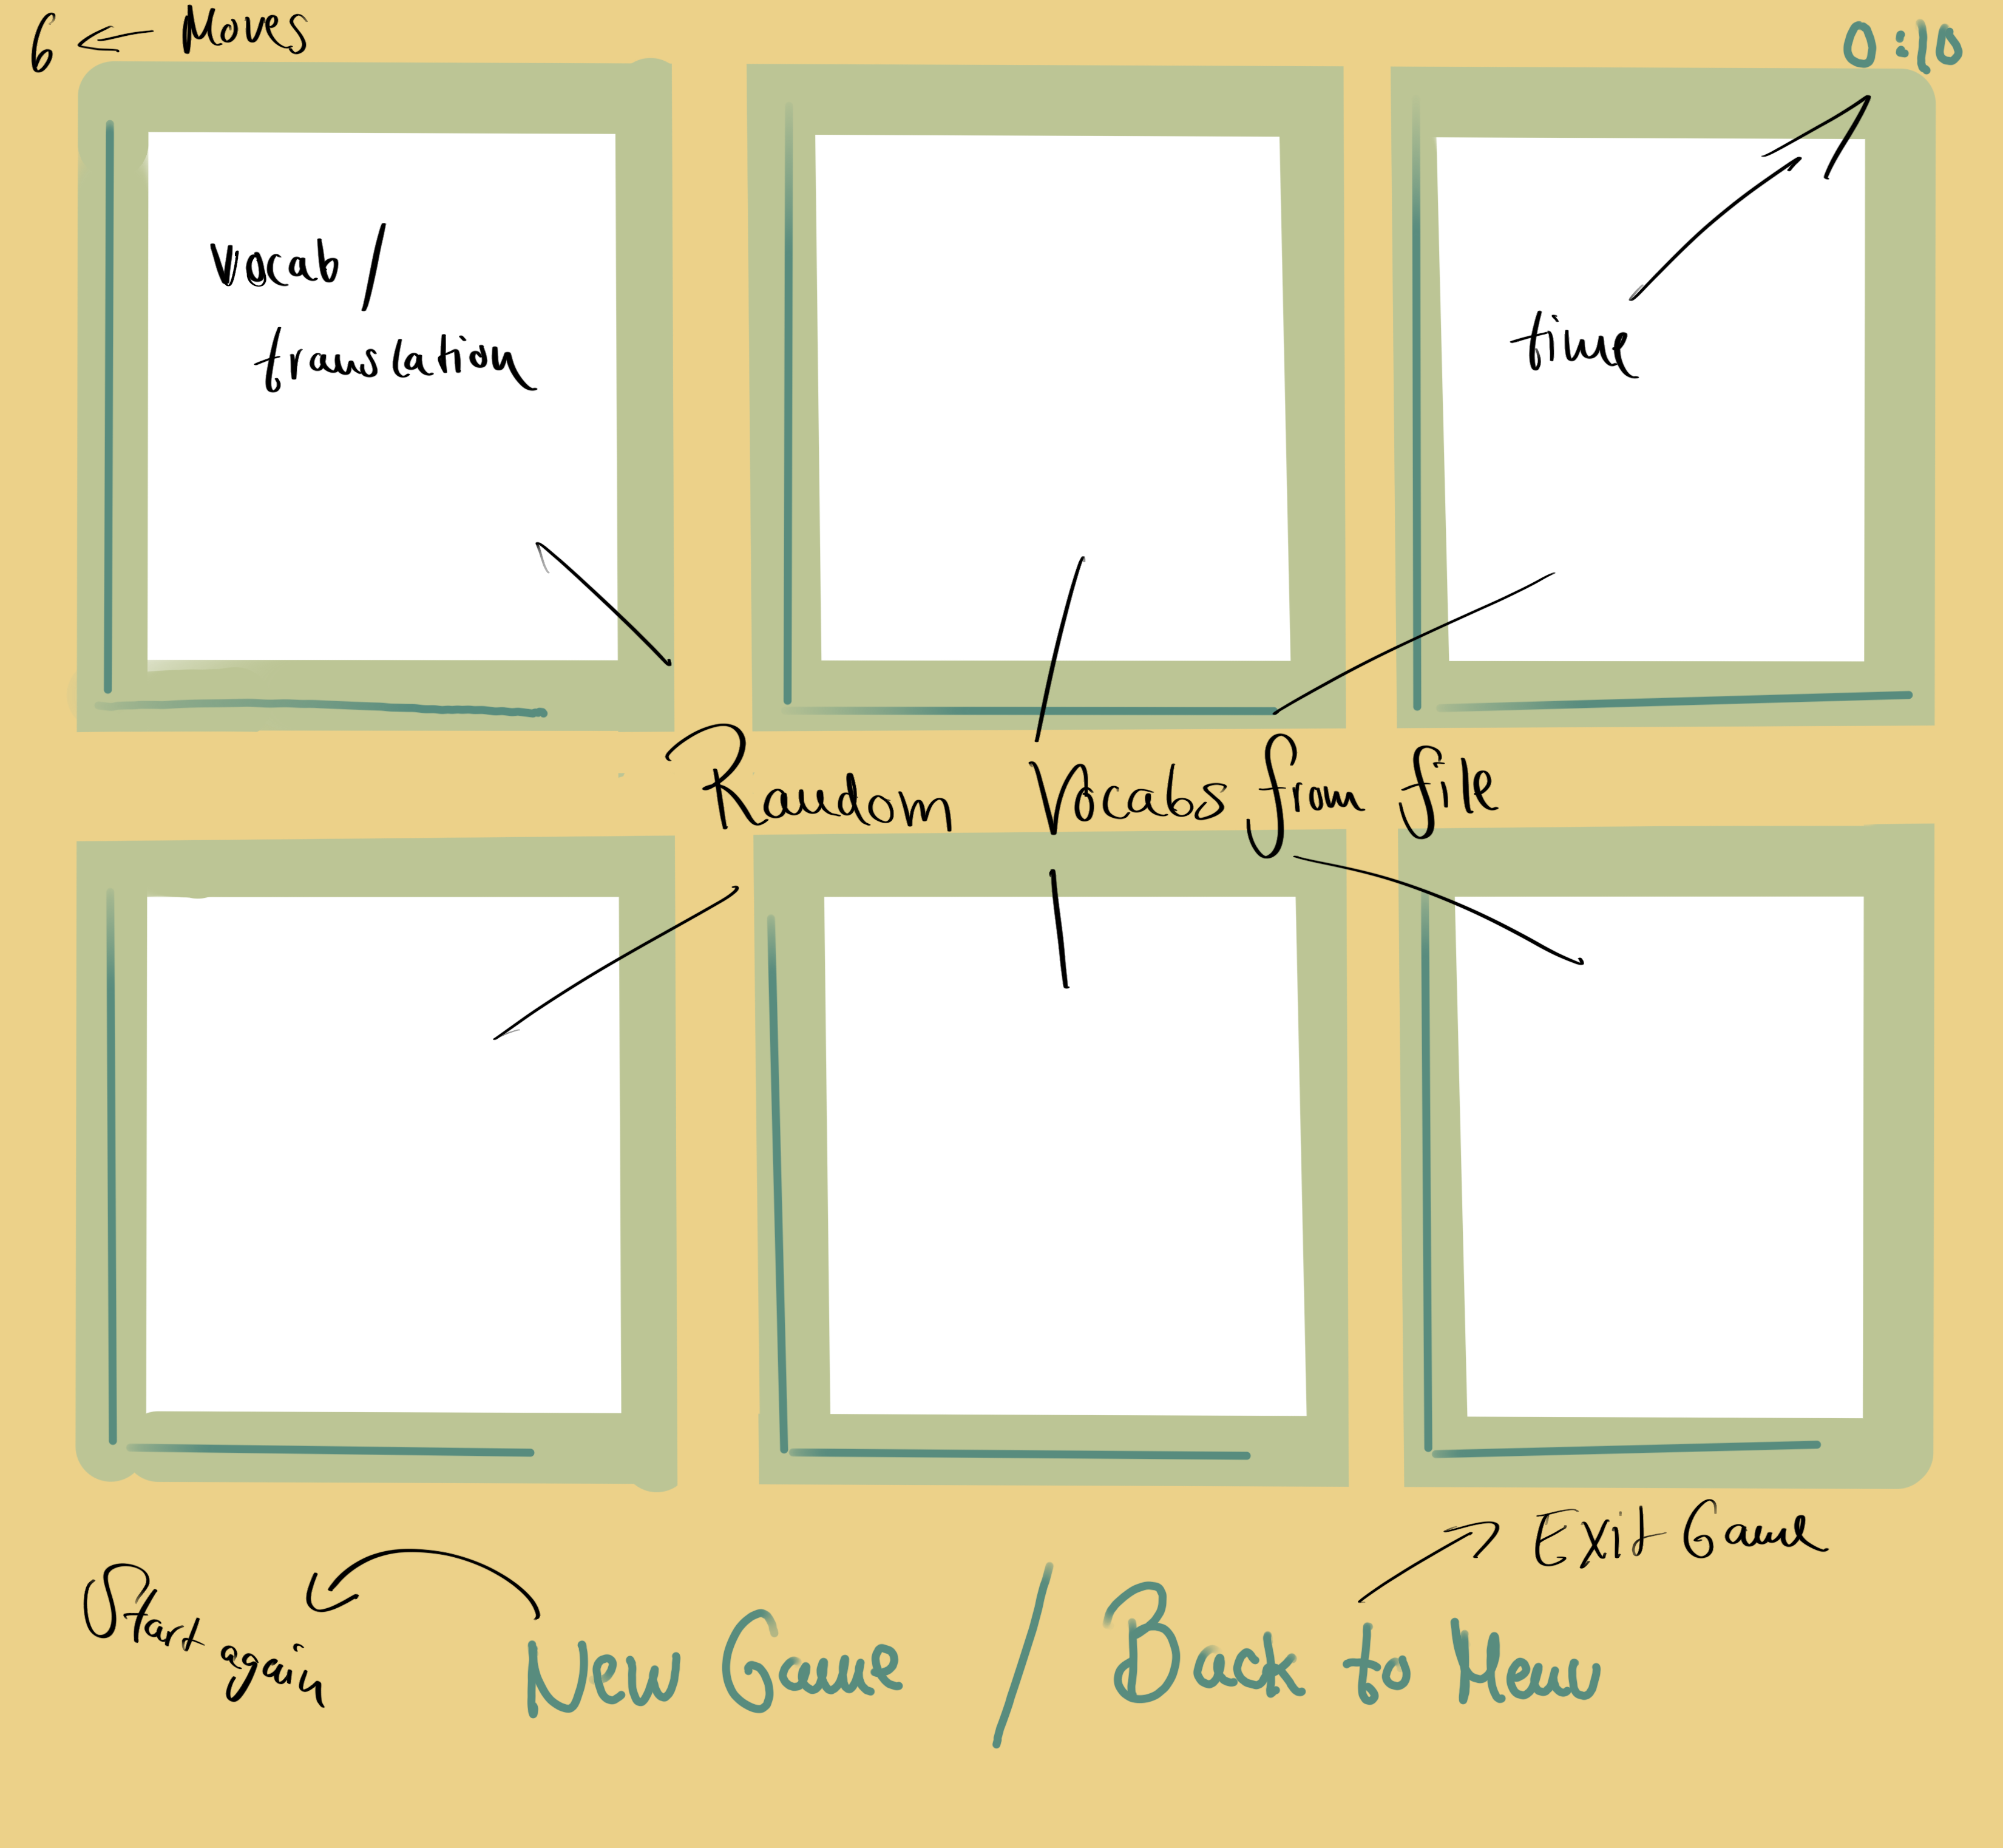 6 ← Moves
0:10
Vocab/
translation
time
Random Vocabs from file
Exit Game
Start again
New Game / Back to Menu